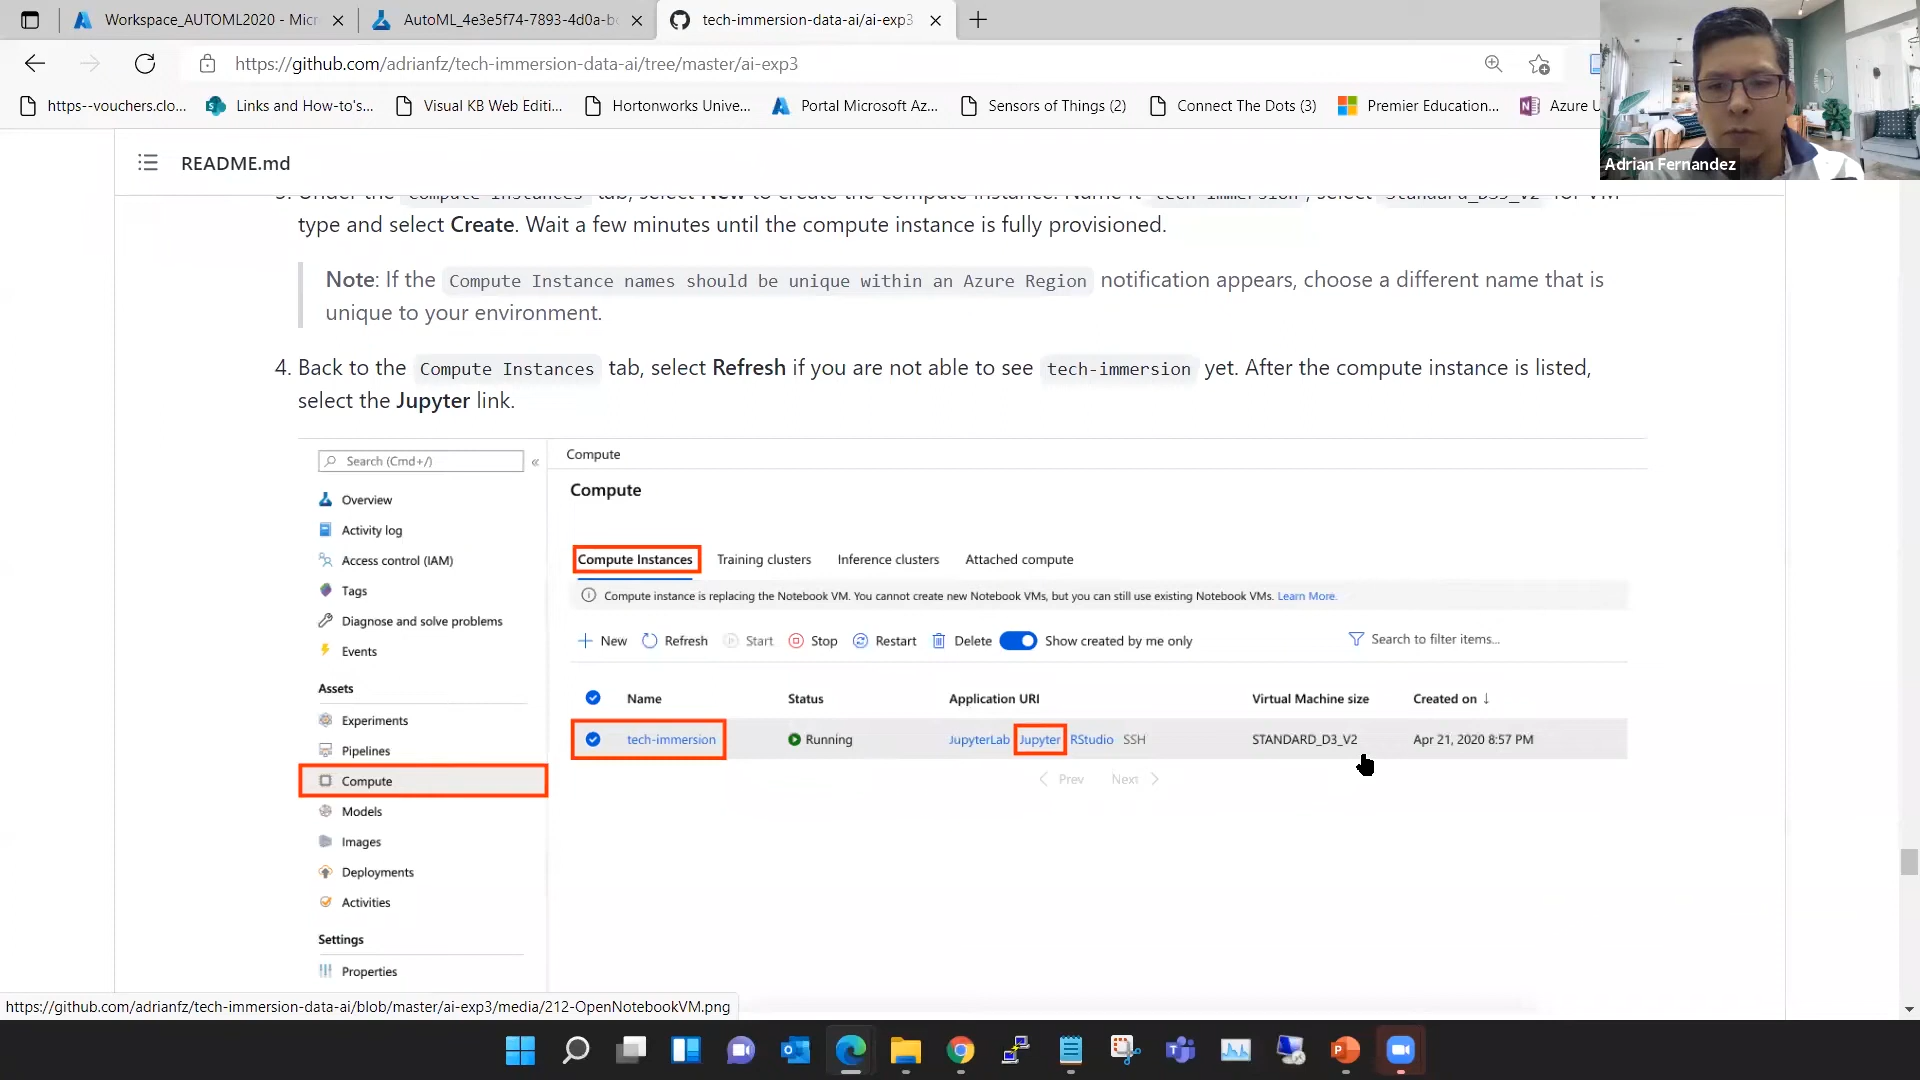 Workspace_AUTOML2020 - Micr
AutoML_4e3e5f74-7893-4d0a-bc
tech-immersion-data-ai/ai-exp3
https://github.com/adrianfz/tech-immersion-data-ai/tree/master/ai-exp3
https--vouchers.clo...
Links and How-to's...
Visual KB Web Editi...
Hortonworks Unive...
Portal Microsoft Az...
Sensors of Things (2)
Connect The Dots (3)
Premier Education...
Azure U
Adrian Fernandez
README.md
type and select Create. Wait a few minutes until the compute instance is fully provisioned.
Note: If the Compute Instance names should be unique within an Azure Region notification appears, choose a different name that is
unique to your environment.
4. Back to the Compute Instances tab, select Refresh if you are not able to see tech-immersion yet. After the compute instance is listed,
select the Jupyter link.
Search (Cmd+/)
«
Overview
Activity log
Access control (IAM)
Tags
Diagnose and solve problems
Events
Assets
Experiments
Pipelines
Compute
Models
Images
Deployments
Activities
Settings
Properties
Compute
Compute
Compute Instances Training clusters Inference clusters Attached compute
Compute instance is replacing the Notebook VM. You cannot create new Notebook VMs, but you can still use existing Notebook VMs. Learn More.
New Refresh Start Stop Restart Delete Show created by me only Search to filter items...
Name Status Application URI Virtual Machine size Created on ↓
tech-immersion Running JupyterLab Jupyter RStudio SSH STANDARD_D3_V2 Apr 21, 2020 8:57 PM
< Prev Next >
https://github.com/adrianfz/tech-immersion-data-ai/blob/master/ai-exp3/media/212-OpenNotebookVM.png